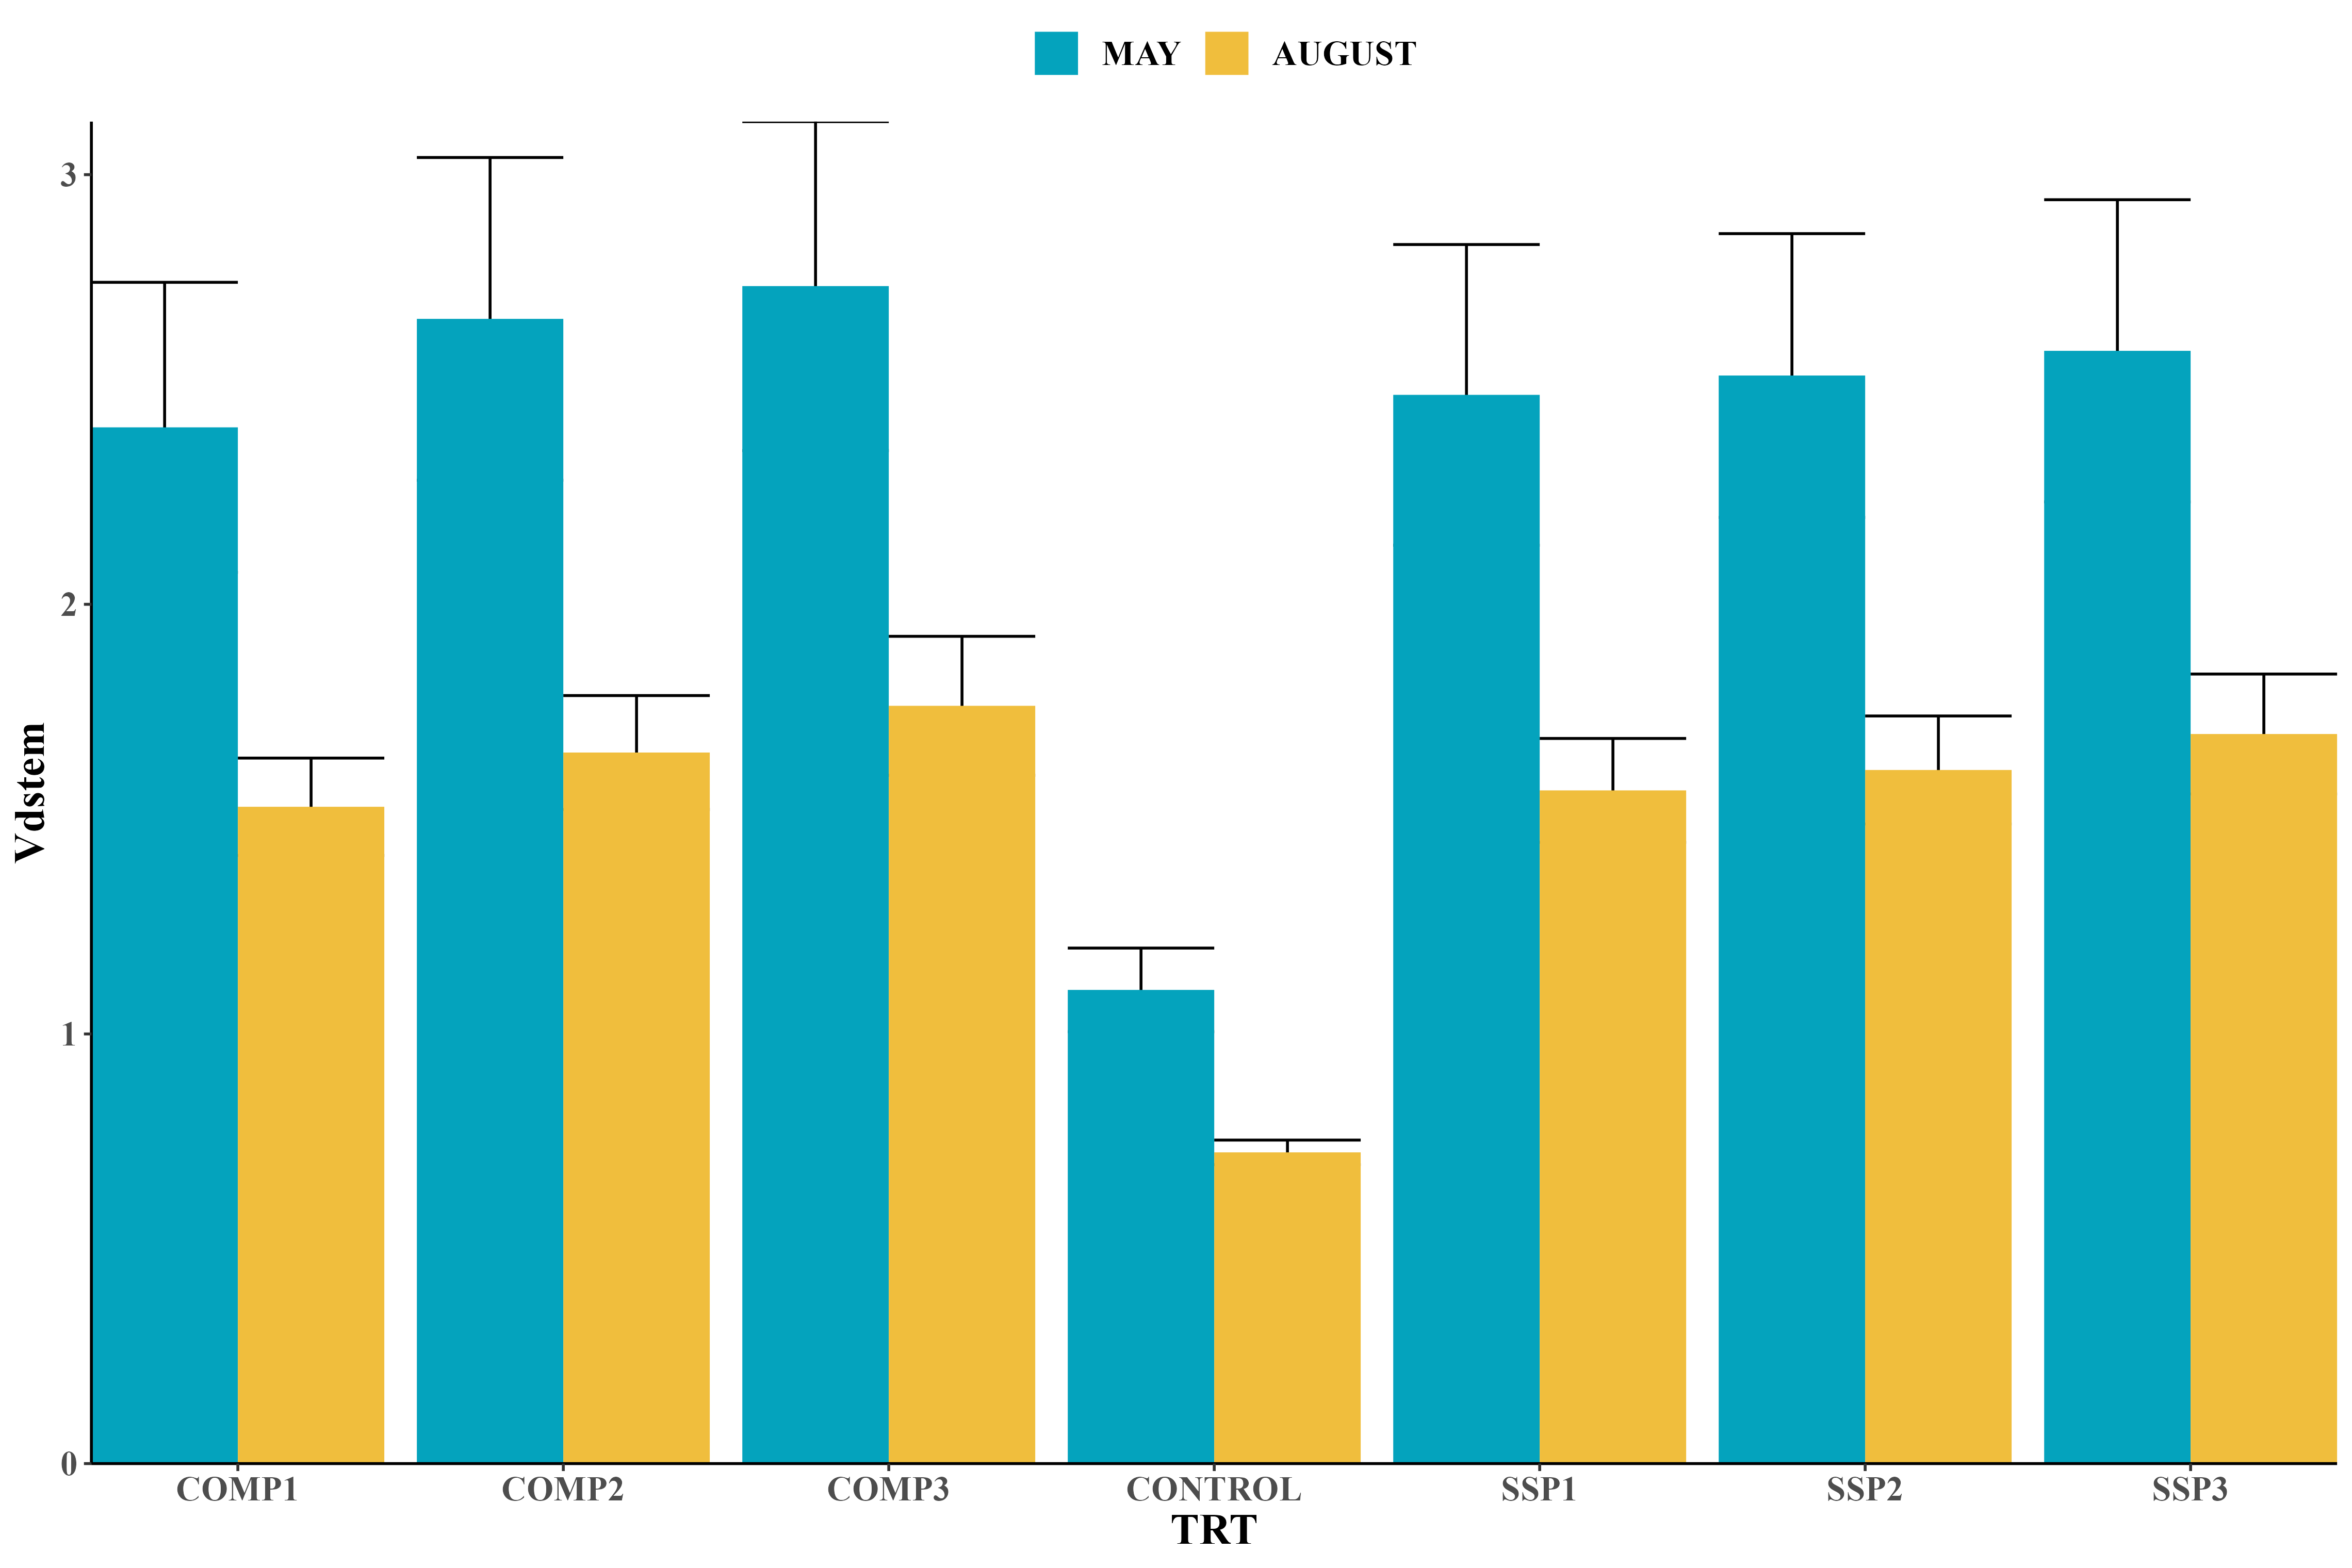 MAY AUGUST
3
2
1
0
Vdstem
COMP1 COMP2 COMP3 CONTROL SSP1 SSP2 SSP3
TRT